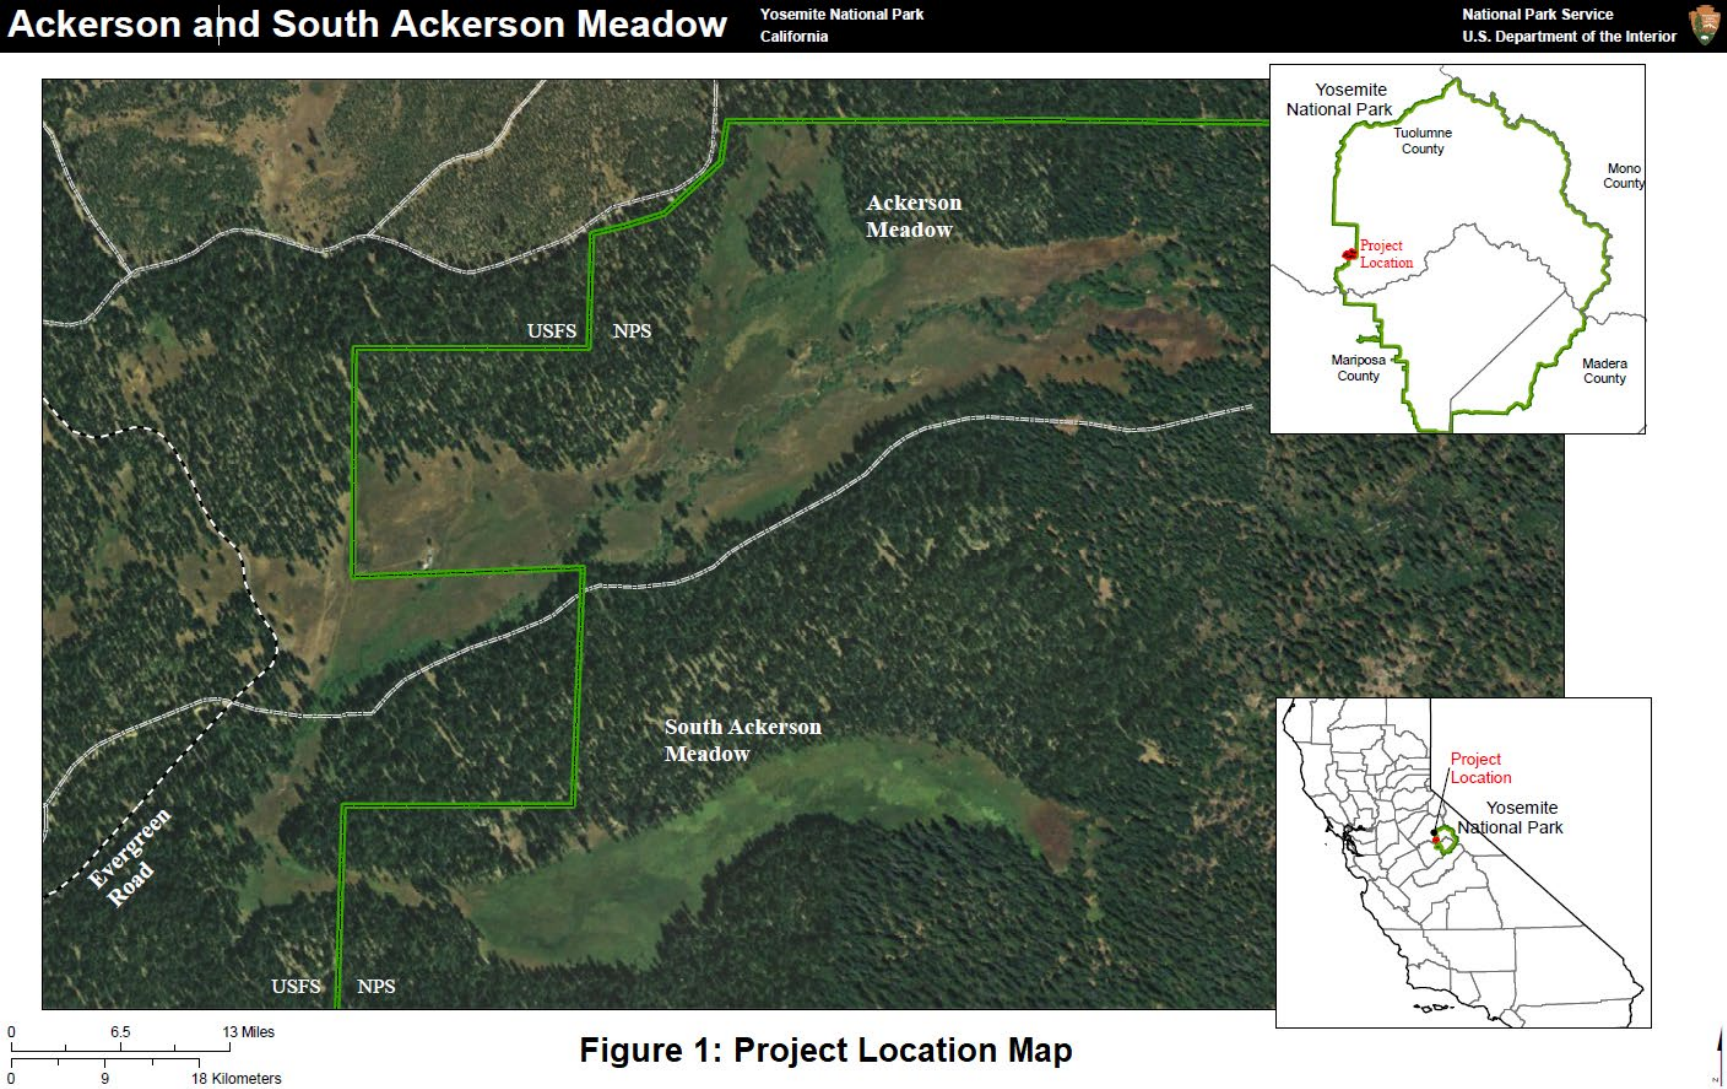 Ackerson and South Ackerson Meadow
Yosemite National Park
California
National Park Service
U.S. Department of the Interior
Yosemite
National Park
Tuolumne
County
Mono
County
Project
Location
Mariposa
County
Madera
County
Ackerson
Meadow
USFS
NPS
South Ackerson
Meadow
Evergreen
Road
USFS
NPS
Project
Location
Yosemite
National Park
0 6.5 13 Miles
0 9 18 Kilometers
Figure 1: Project Location Map